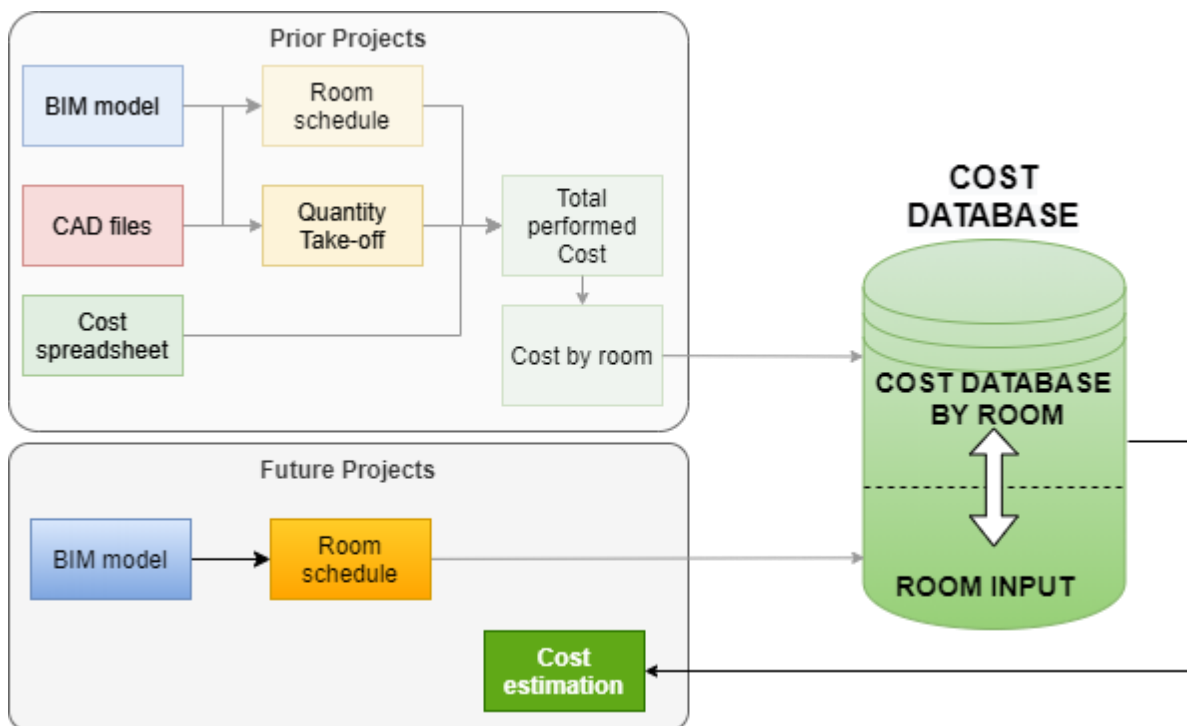 Prior Projects
BIM model
Room
schedule
CAD files
Quantity
Take-off
Total
performed
Cost
Cost
spreadsheet
Cost by room
COST
DATABASE
COST DATABASE
BY ROOM
ROOM INPUT
Future Projects
BIM model
Room
schedule
Cost
estimation